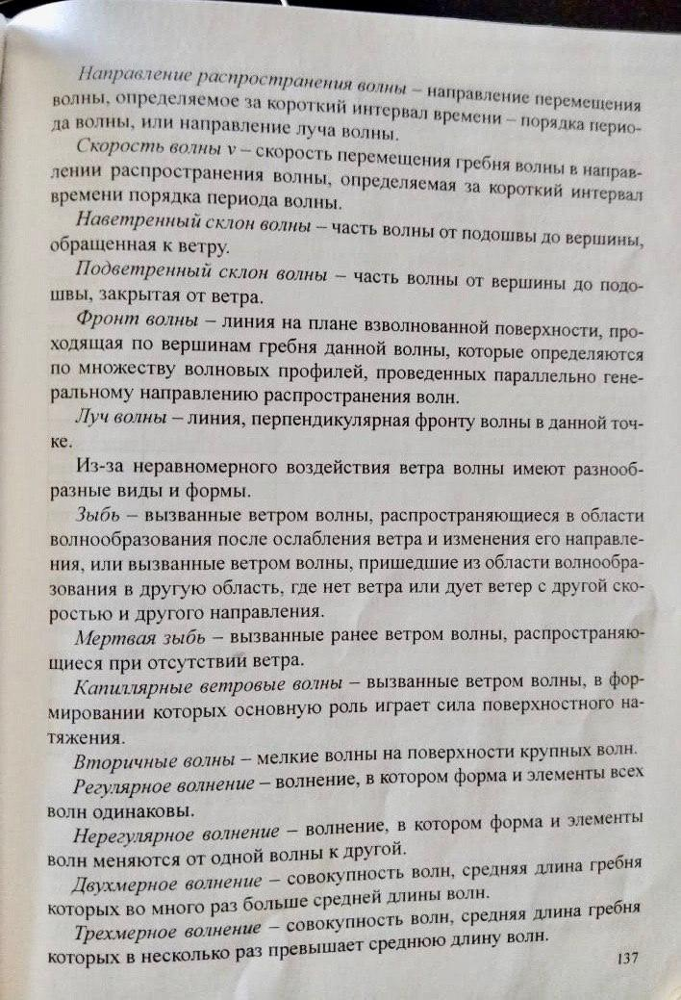 Направление распространения волны – направление перемещения
волны, определяемое за короткий интервал времени – порядка перио-
да волны, или направление луча волны.
Скорость волны v – скорость перемещения гребня волны в направ-
лении распространения волны, определяемая за короткий интервал
времени порядка периода волны.
Наветренный склон волны – часть волны от подошвы до вершины,
обращенная к ветру.
Подветренный склон волны – часть волны от вершины до подо-
швы, закрытая от ветра.
Фронт волны – линия на плане взволнованной поверхности, про-
ходящая по вершинам гребня данной волны, которые определяются
по множеству волновых профилей, проведенных параллельно гене-
ральному направлению распространения волн.
Луч волны – линия, перпендикулярная фронту волны в данной точ-
ке.
Из-за неравномерного воздействия ветра волны имеют разнооб-
разные виды и формы.
Зыбь – вызванные ветром волны, распространяющиеся в области
волнообразования после ослабления ветра и изменения его направле-
ния, или вызванные ветром волны, пришедшие из области волнообра-
зования в другую область, где нет ветра или дует ветер с другой ско-
ростью и другого направления.
Мертвая зыбь – вызванные ранее ветром волны, распространяю-
щиеся при отсутствии ветра.
Капиллярные ветровые волны – вызванные ветром волны, в фор-
мировании которых основную роль играет сила поверхностного на-
тяжения.
Вторичные волны – мелкие волны на поверхности крупных волн.
Регулярное волнение – волнение, в котором форма и элементы всех
волн одинаковы.
Нерегулярное волнение – волнение, в котором форма и элементы
волн меняются от одной волны к другой.
Двухмерное волнение – совокупность волн, средняя длина гребня
которых во много раз больше средней длины волн.
Трехмерное волнение – совокупность волн, средняя длина гребня
которых в несколько раз превышает среднюю длину волн.
137